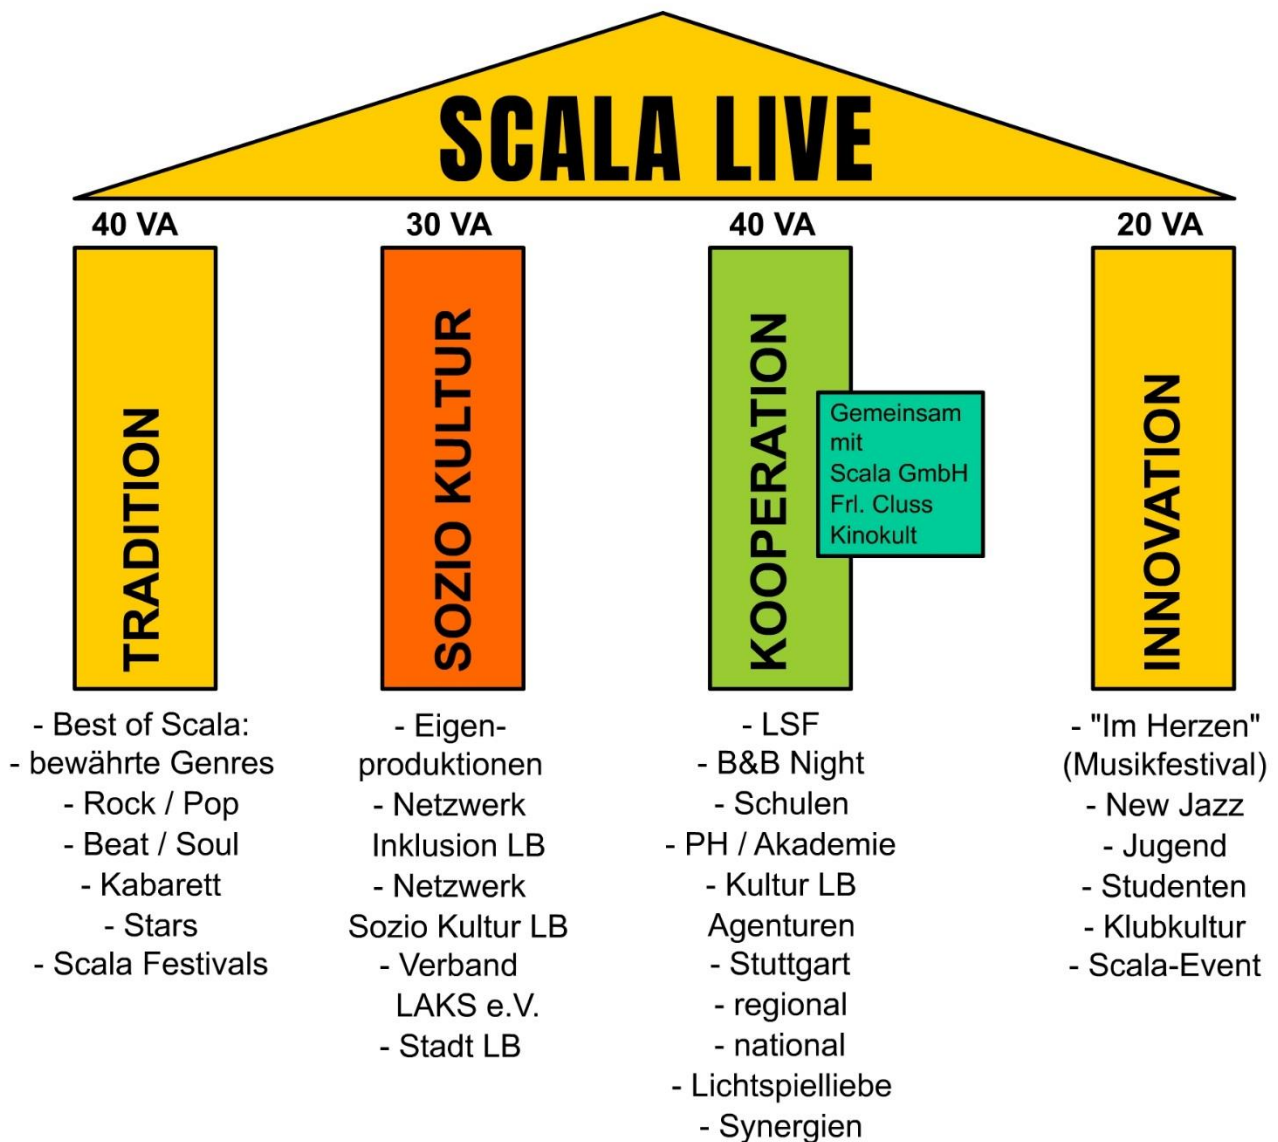 SCALA LIVE
40 VA
TRADITION
- Best of Scala:
- bewährte Genres
- Rock / Pop
- Beat / Soul
- Kabarett
- Stars
- Scala Festivals
30 VA
SOZIO KULTUR
- Eigen-
produktionen
- Netzwerk
Inklusion LB
- Netzwerk
Sozio Kultur LB
- Verband
LAKS e.V.
- Stadt LB
40 VA
KOOPERATION
Gemeinsam
mit
Scala GmbH
Frl. Cluss
Kinokult
- LSF
- B&B Night
- Schulen
- PH / Akademie
- Kultur LB
Agenturen
- Stuttgart
- regional
- national
- Lichtspielliebe
- Synergien
20 VA
INNOVATION
- "Im Herzen"
(Musikfestival)
- New Jazz
- Jugend
- Studenten
- Klubkultur
- Scala-Event